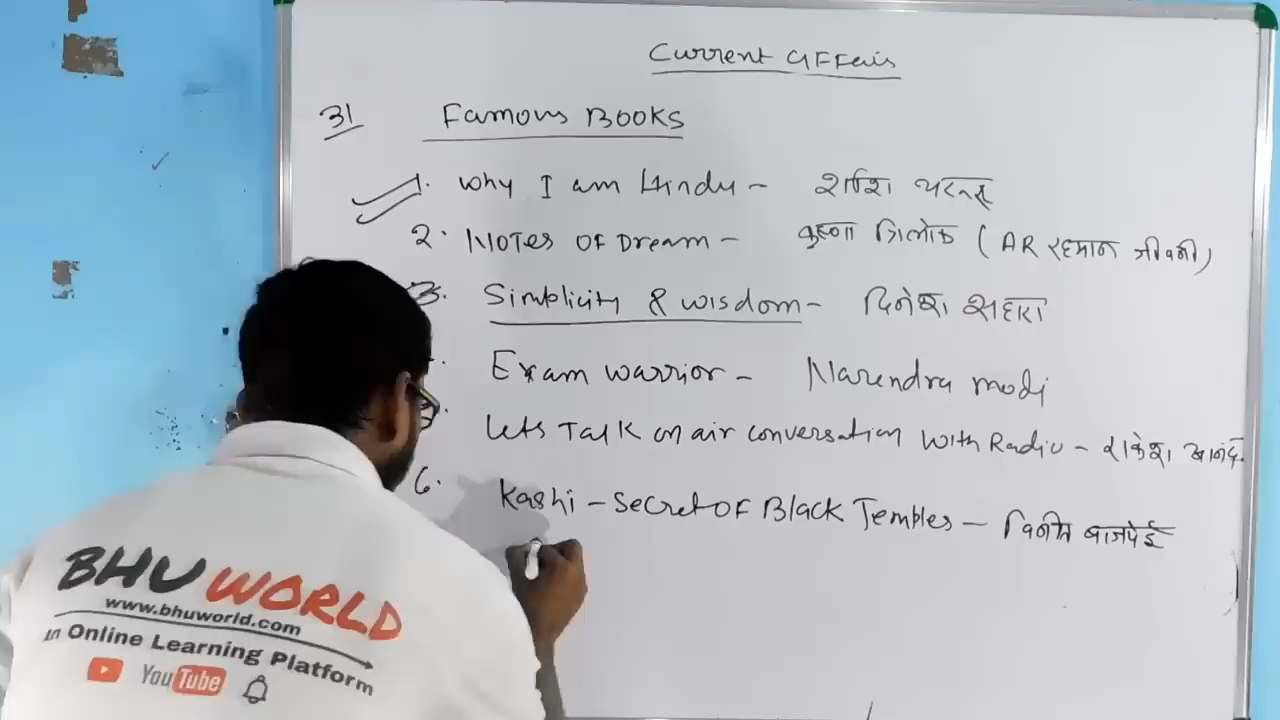 Current Affairs
31 Famous Books
1. Why I am Hindu - शशि थरूर
2. Notes of Dream - कृष्णा त्रिलोक (AR रहमान जीवनी)
3. Simplicity & wisdom - दिनेश शहरा
Exam warrior - Narendra modi
Lets Talk on air conversation with Radio - राकेश आनंद
6. Kashi - Secret of Black Temples - विनीत बाजपेई
BHU WORLD
www.bhuworld.com
An Online Learning Platform
YouTube